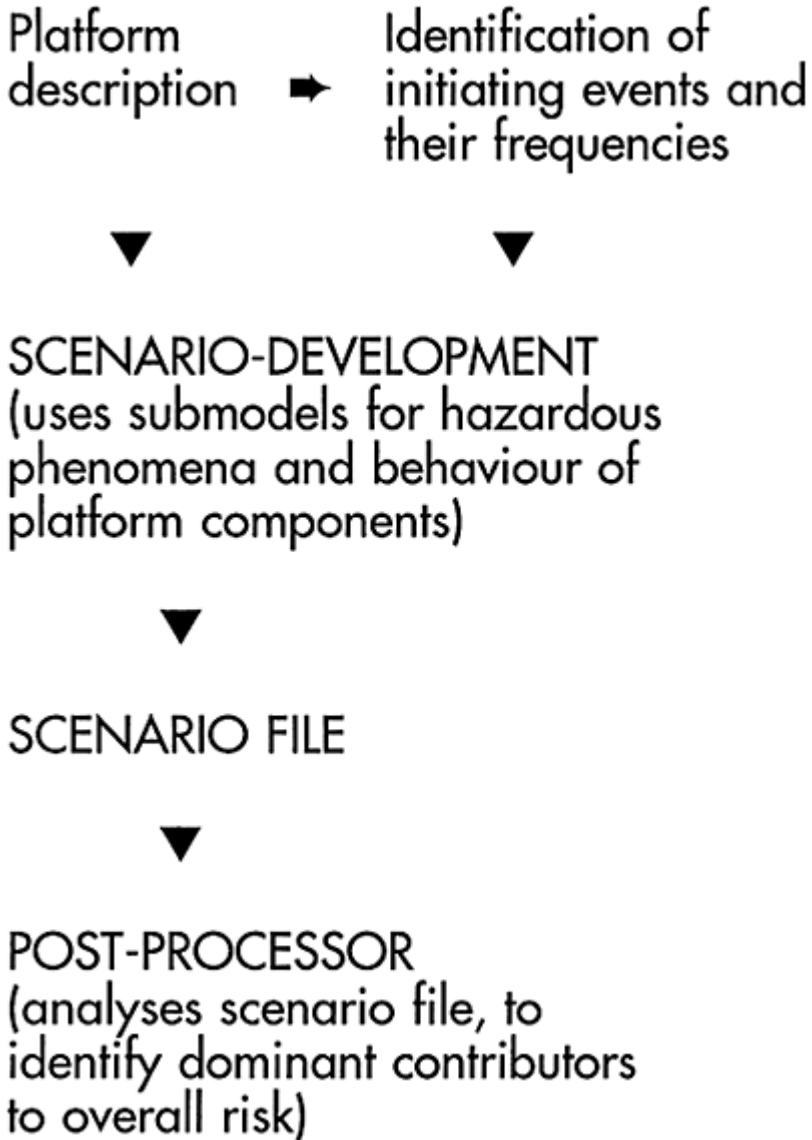 Platform
description
Identification of
initiating events and
their frequencies
SCENARIO-DEVELOPMENT
(uses submodels for hazardous
phenomena and behaviour of
platform components)
SCENARIO FILE
POST-PROCESSOR
(analyses scenario file, to
identify dominant contributors
to overall risk)